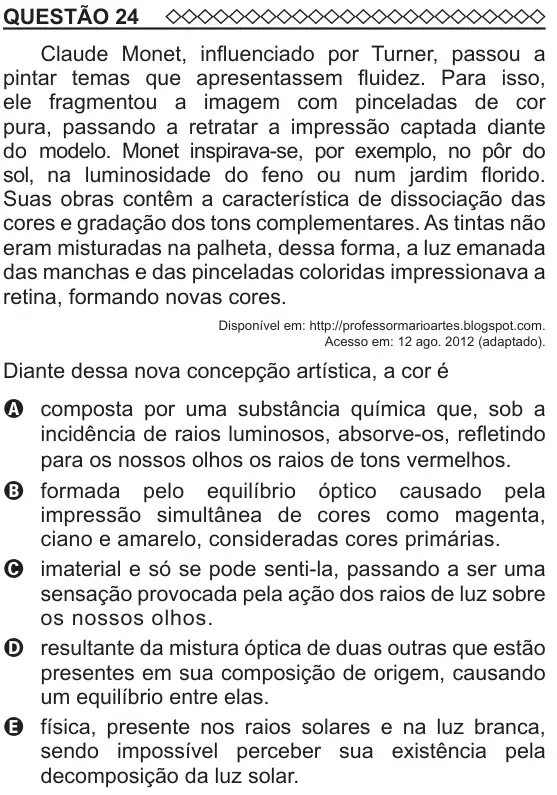 QUESTÃO 24
Claude Monet, influenciado por Turner, passou a
pintar temas que apresentassem fluidez. Para isso,
ele fragmentou a imagem com pinceladas de cor
pura, passando a retratar a impressão captada diante
do modelo. Monet inspirava-se, por exemplo, no pôr do
sol, na luminosidade do feno ou num jardim florido.
Suas obras contêm a característica de dissociação das
cores e gradação dos tons complementares. As tintas não
eram misturadas na palheta, dessa forma, a luz emanada
das manchas e das pinceladas coloridas impressionava a
retina, formando novas cores.
Disponível em: http://professormarioartes.blogspot.com.
Acesso em: 12 ago. 2012 (adaptado).
Diante dessa nova concepção artística, a cor é
A composta por uma substância química que, sob a
incidência de raios luminosos, absorve-os, refletindo
para os nossos olhos os raios de tons vermelhos.
B formada pelo equilíbrio óptico causado pela
impressão simultânea de cores como magenta,
ciano e amarelo, consideradas cores primárias.
C imaterial e só se pode senti-la, passando a ser uma
sensação provocada pela ação dos raios de luz sobre
os nossos olhos.
D resultante da mistura óptica de duas outras que estão
presentes em sua composição de origem, causando
um equilíbrio entre elas.
E física, presente nos raios solares e na luz branca,
sendo impossível perceber sua existência pela
decomposição da luz solar.